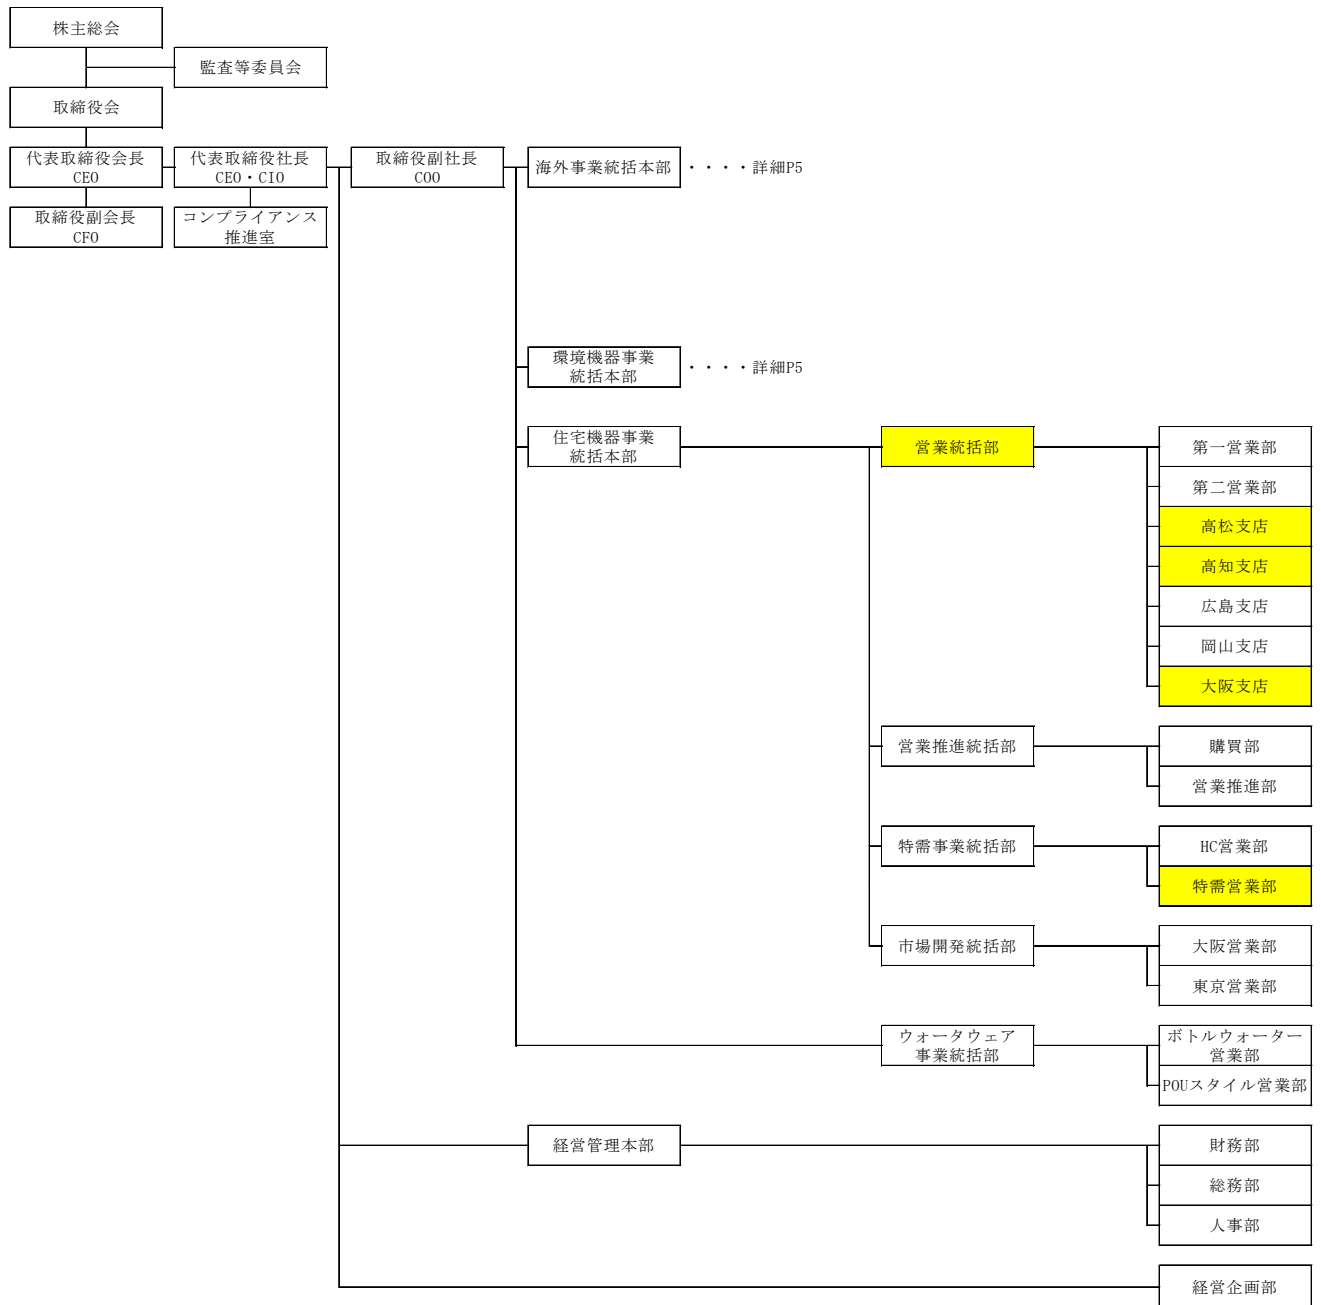 株主総会
監査等委員会
取締役会
代表取締役会長
CEO
代表取締役社長
CEO・CIO
取締役副社長
COO
海外事業統括本部
・・・・詳細P5
取締役副会長
CFO
コンプライアンス
推進室
環境機器事業
統括本部
・・・・詳細P5
住宅機器事業
統括本部
営業統括部
第一営業部
第二営業部
高松支店
高知支店
広島支店
岡山支店
大阪支店
営業推進統括部
購買部
営業推進部
特需事業統括部
HC営業部
特需営業部
市場開発統括部
大阪営業部
東京営業部
ウォータウェア
事業統括部
ボトルウォーター
営業部
POUスタイル営業部
経営管理本部
財務部
総務部
人事部
経営企画部